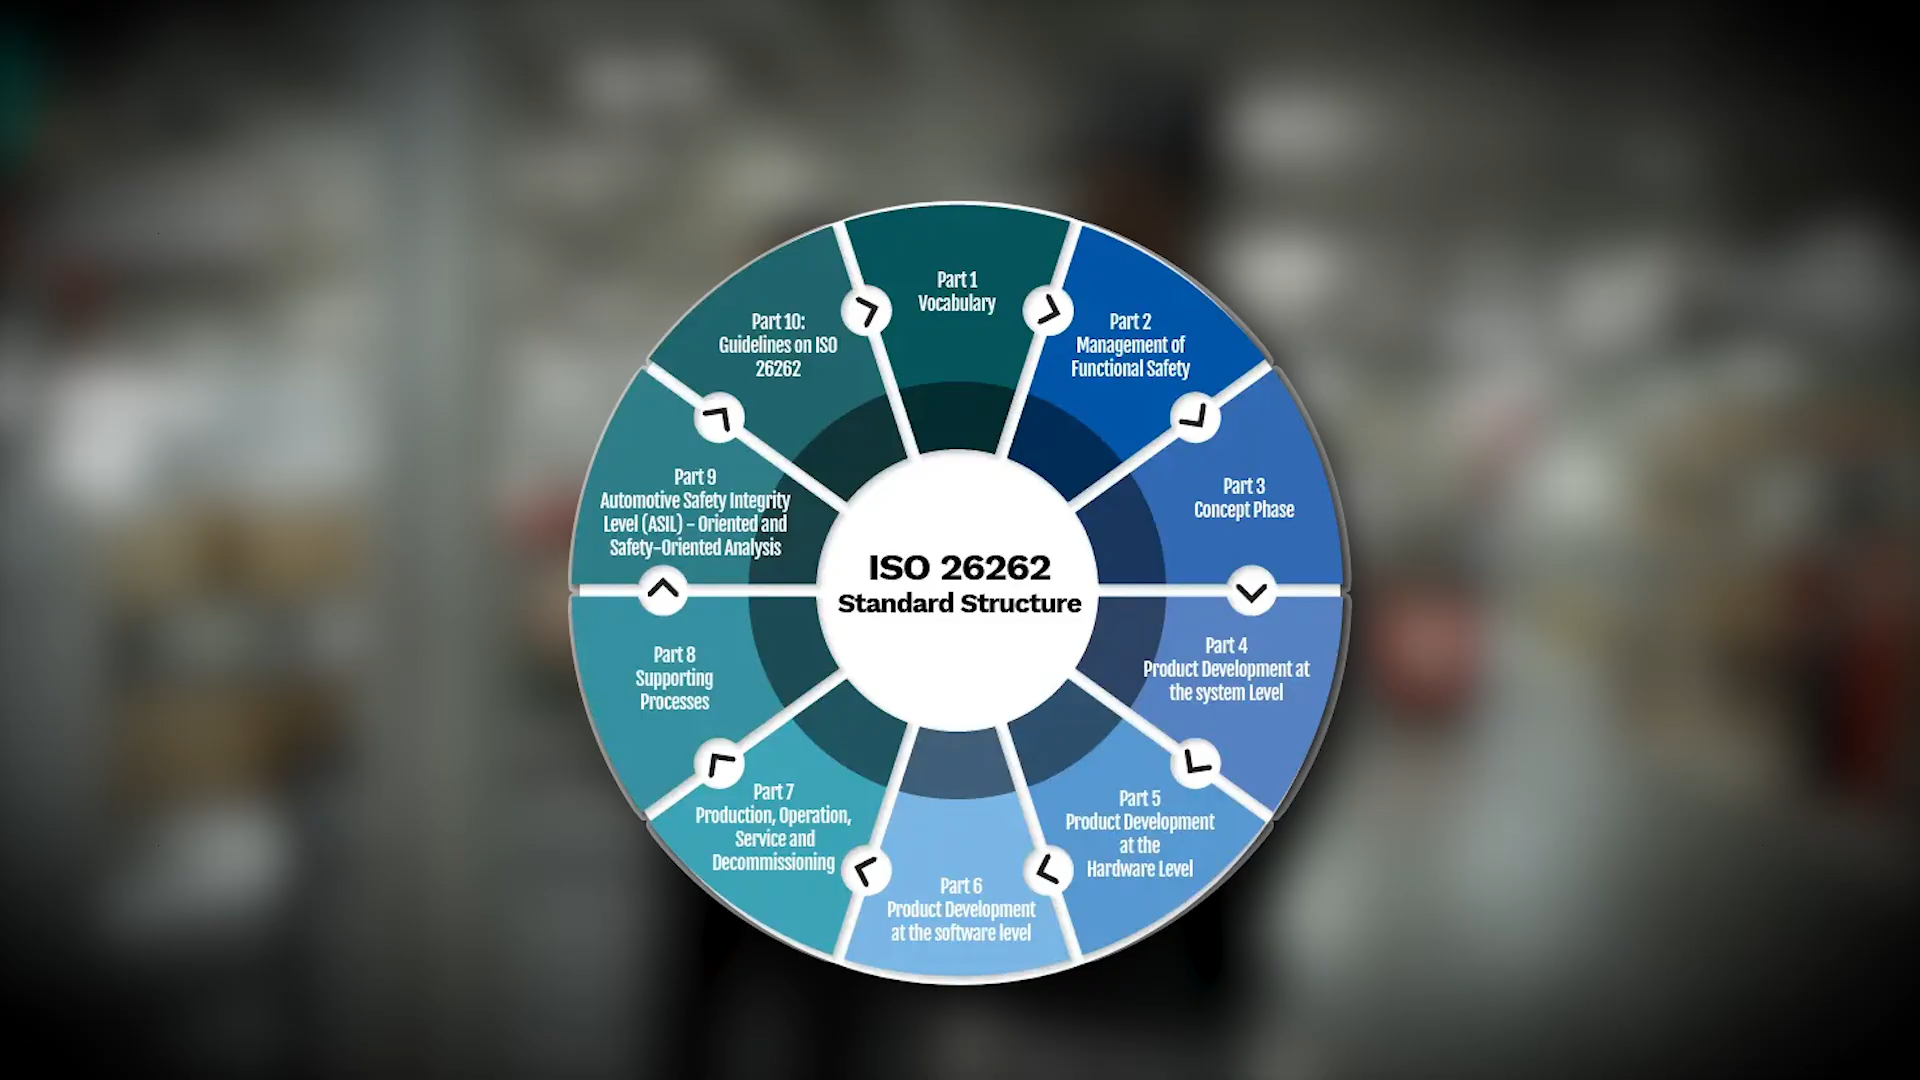 ISO 26262
Standard Structure
Part 1
Vocabulary
Part 2
Management of
Functional Safety
Part 3
Concept Phase
Part 4
Product Development at
the system Level
Part 5
Product Development
at the
Hardware Level
Part 6
Product Development
at the software level
Part 7
Production, Operation,
Service and
Decommissioning
Part 8
Supporting
Processes
Part 9
Automotive Safety Integrity
Level (ASIL) - Oriented and
Safety-Oriented Analysis
Part 10:
Guidelines on ISO
26262